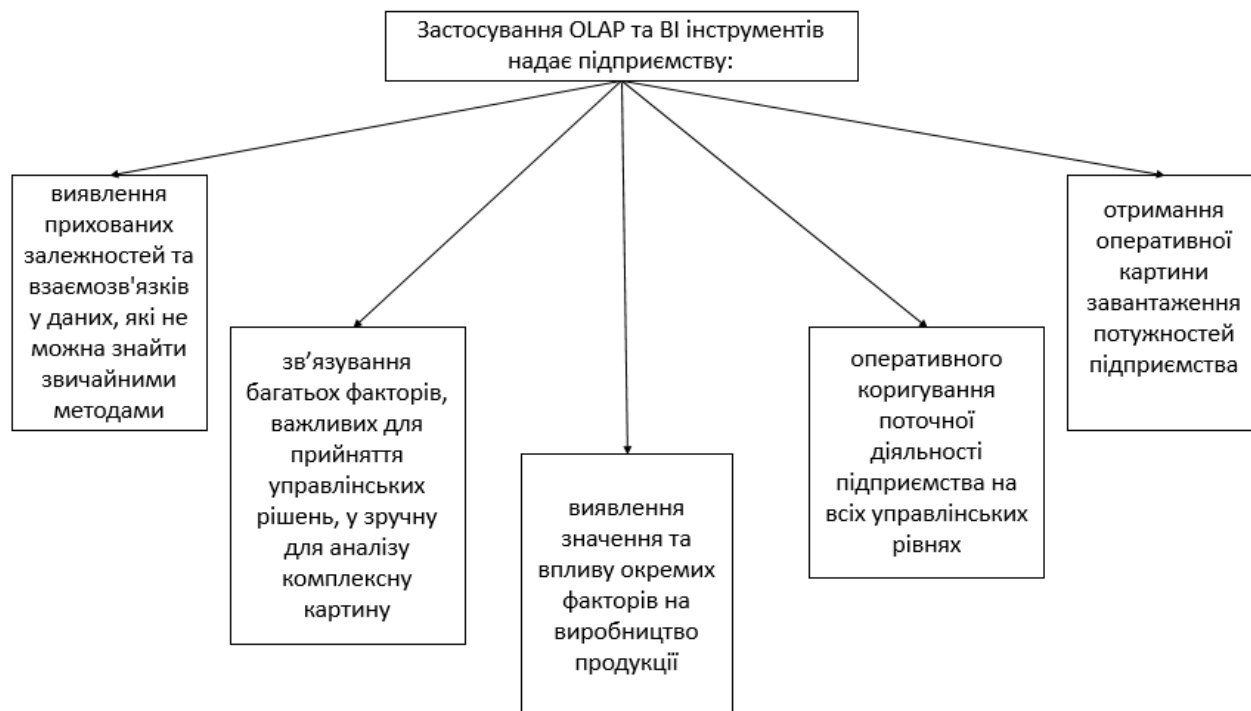 Застосування OLAP та BI інструментів
надає підприємству:
виявлення
прихованих
залежностей та
взаємозв'язків
у даних, які не
можна знайти
звичайними
методами
зв’язування
багатьох факторів,
важливих для
прийняття
управлінських
рішень, у зручну
для аналізу
комплексну
картину
виявлення
значення та
впливу окремих
факторів на
виробництво
продукції
оперативного
коригування
поточної
діяльності
підприємства на
всіх управлінських
рівнях
отримання
оперативної
картини
завантаження
потужностей
підприємства